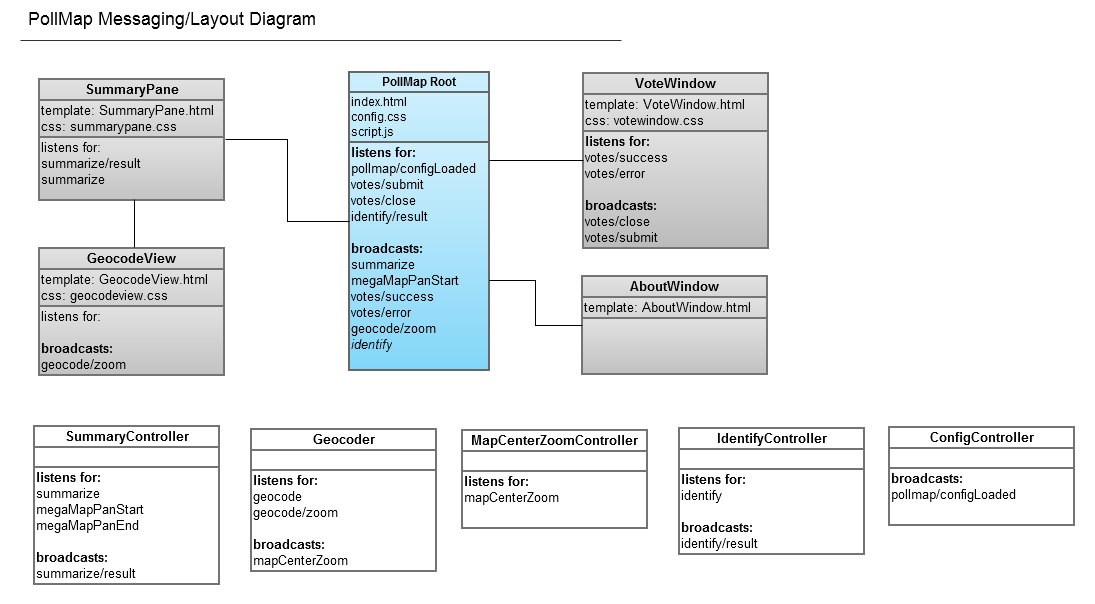 PollMap Messaging/Layout Diagram
SummaryPane
template: SummaryPane.html
css: summarypane.css
listens for:
summarize/result
summarize
GeocodeView
template: GeocodeView.html
css: geocodeview.css
listens for:
broadcasts:
geocode/zoom
PollMap Root
index.html
config.css
script.js
listens for:
pollmap/configLoaded
votes/submit
votes/close
identify/result
broadcasts:
summarize
megaMapPanStart
votes/success
votes/error
geocode/zoom
identify
VoteWindow
template: VoteWindow.html
css: votewindow.css
listens for:
votes/success
votes/error
broadcasts:
votes/close
votes/submit
AboutWindow
template: AboutWindow.html
SummaryController
listens for:
summarize
megaMapPanStart
megaMapPanEnd
broadcasts:
summarize/result
Geocoder
listens for:
geocode
geocode/zoom
broadcasts:
mapCenterZoom
MapCenterZoomController
listens for:
mapCenterZoom
IdentifyController
listens for:
identify
broadcasts:
identify/result
ConfigController
broadcasts:
pollmap/configLoaded